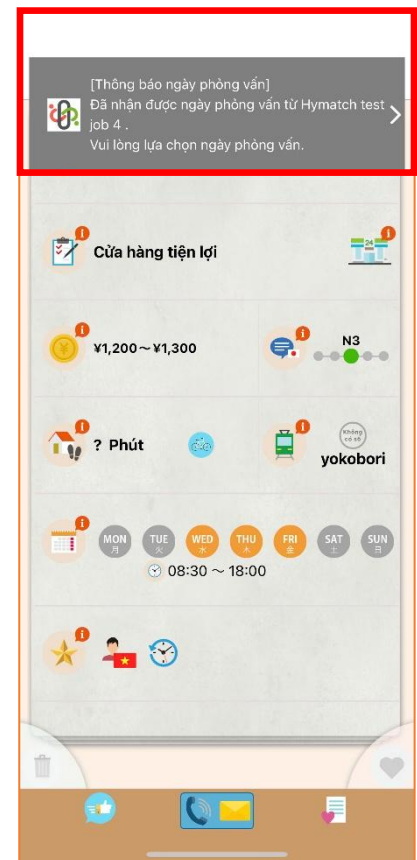 [Thông báo ngày phỏng vấn]
Đã nhận được ngày phỏng vấn từ Hymatch test
job 4 .
Vui lòng lựa chọn ngày phỏng vấn.
Cửa hàng tiện lợi
24
¥1,200～¥1,300
N3
? Phút
Không
có số
yokobori
MON TUE WED THU FRI SAT SUN
月 火 水 木 金 土 日
08:30 ～ 18:00